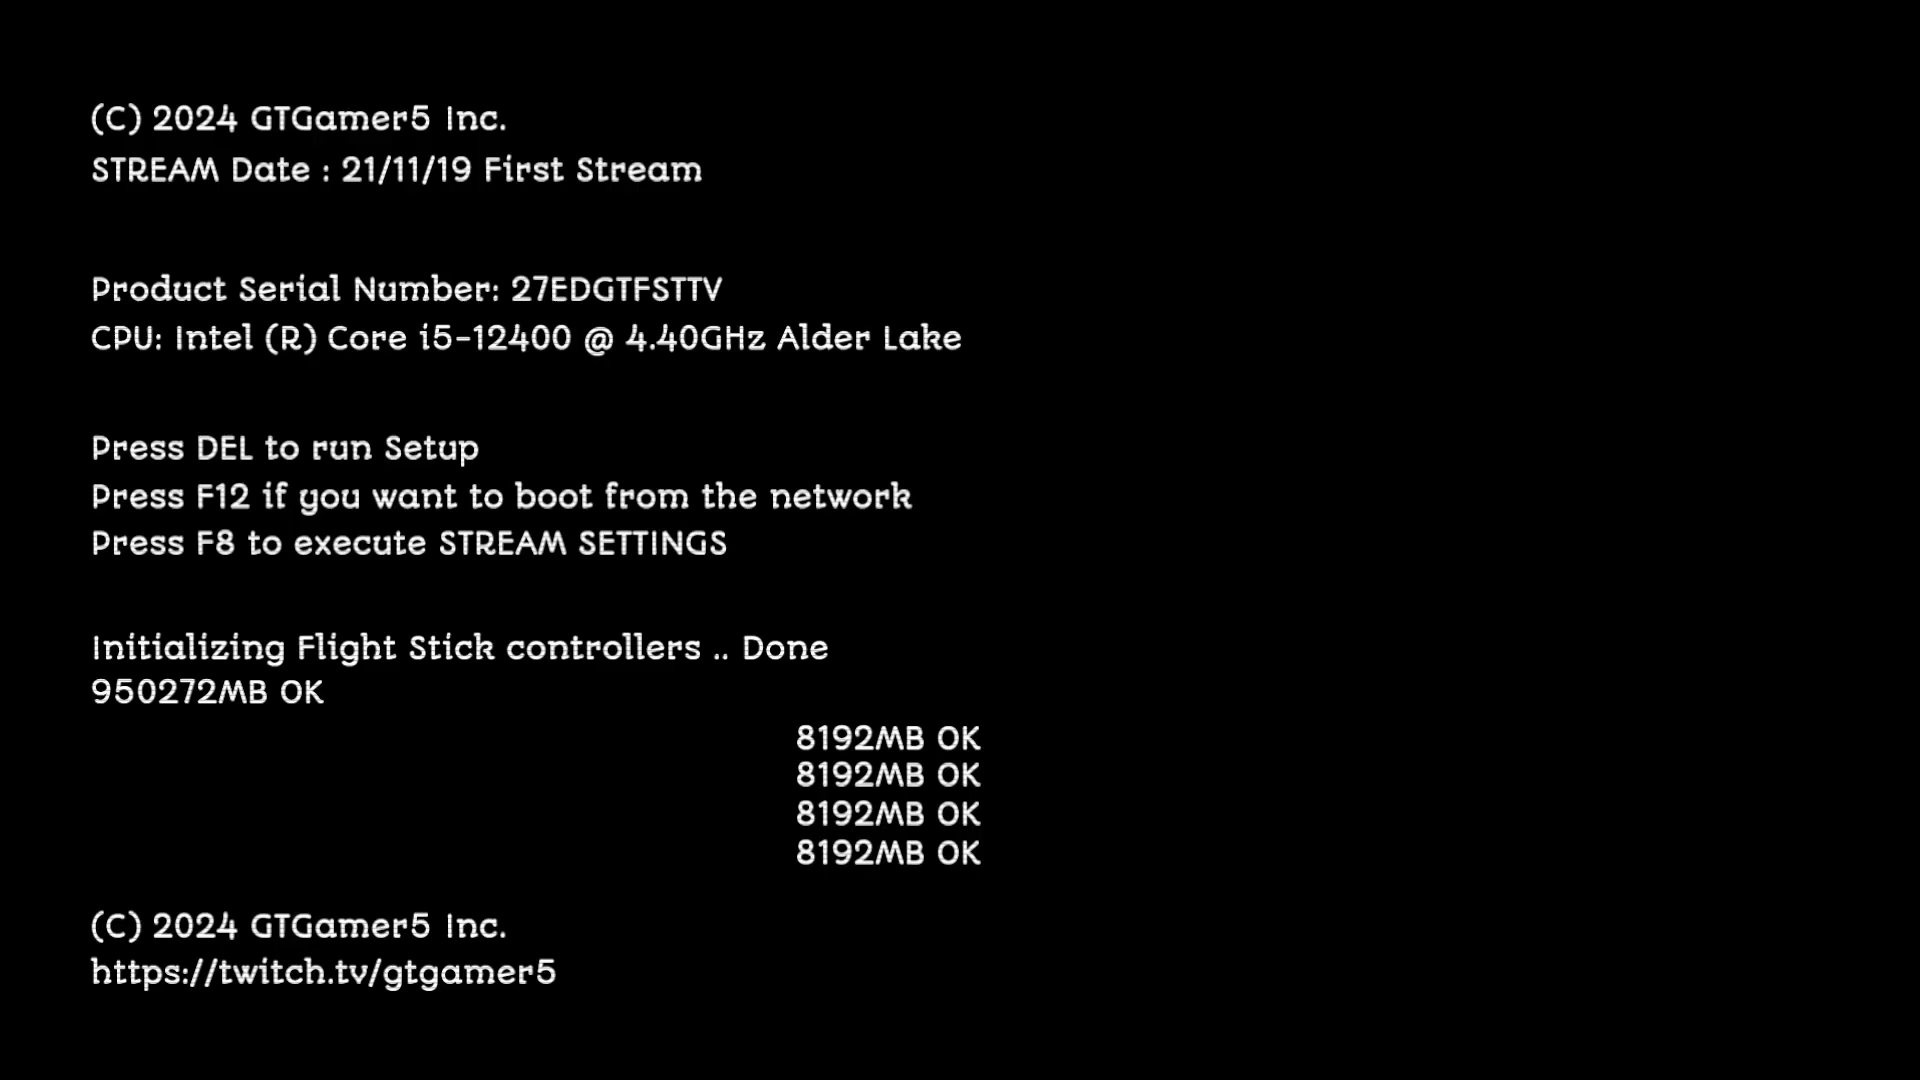 (C) 2024 GTGamer5 Inc.
STREAM Date : 21/11/19 First Stream
Product Serial Number: 27EDGTFSTTV
CPU: Intel (R) Core i5-12400 @ 4.40GHz Alder Lake
Press DEL to run Setup
Press F12 if you want to boot from the network
Press F8 to execute STREAM SETTINGS
Initializing Flight Stick controllers .. Done
950272MB OK
8192MB OK
8192MB OK
8192MB OK
8192MB OK
(C) 2024 GTGamer5 Inc.
https://twitch.tv/gtgamer5